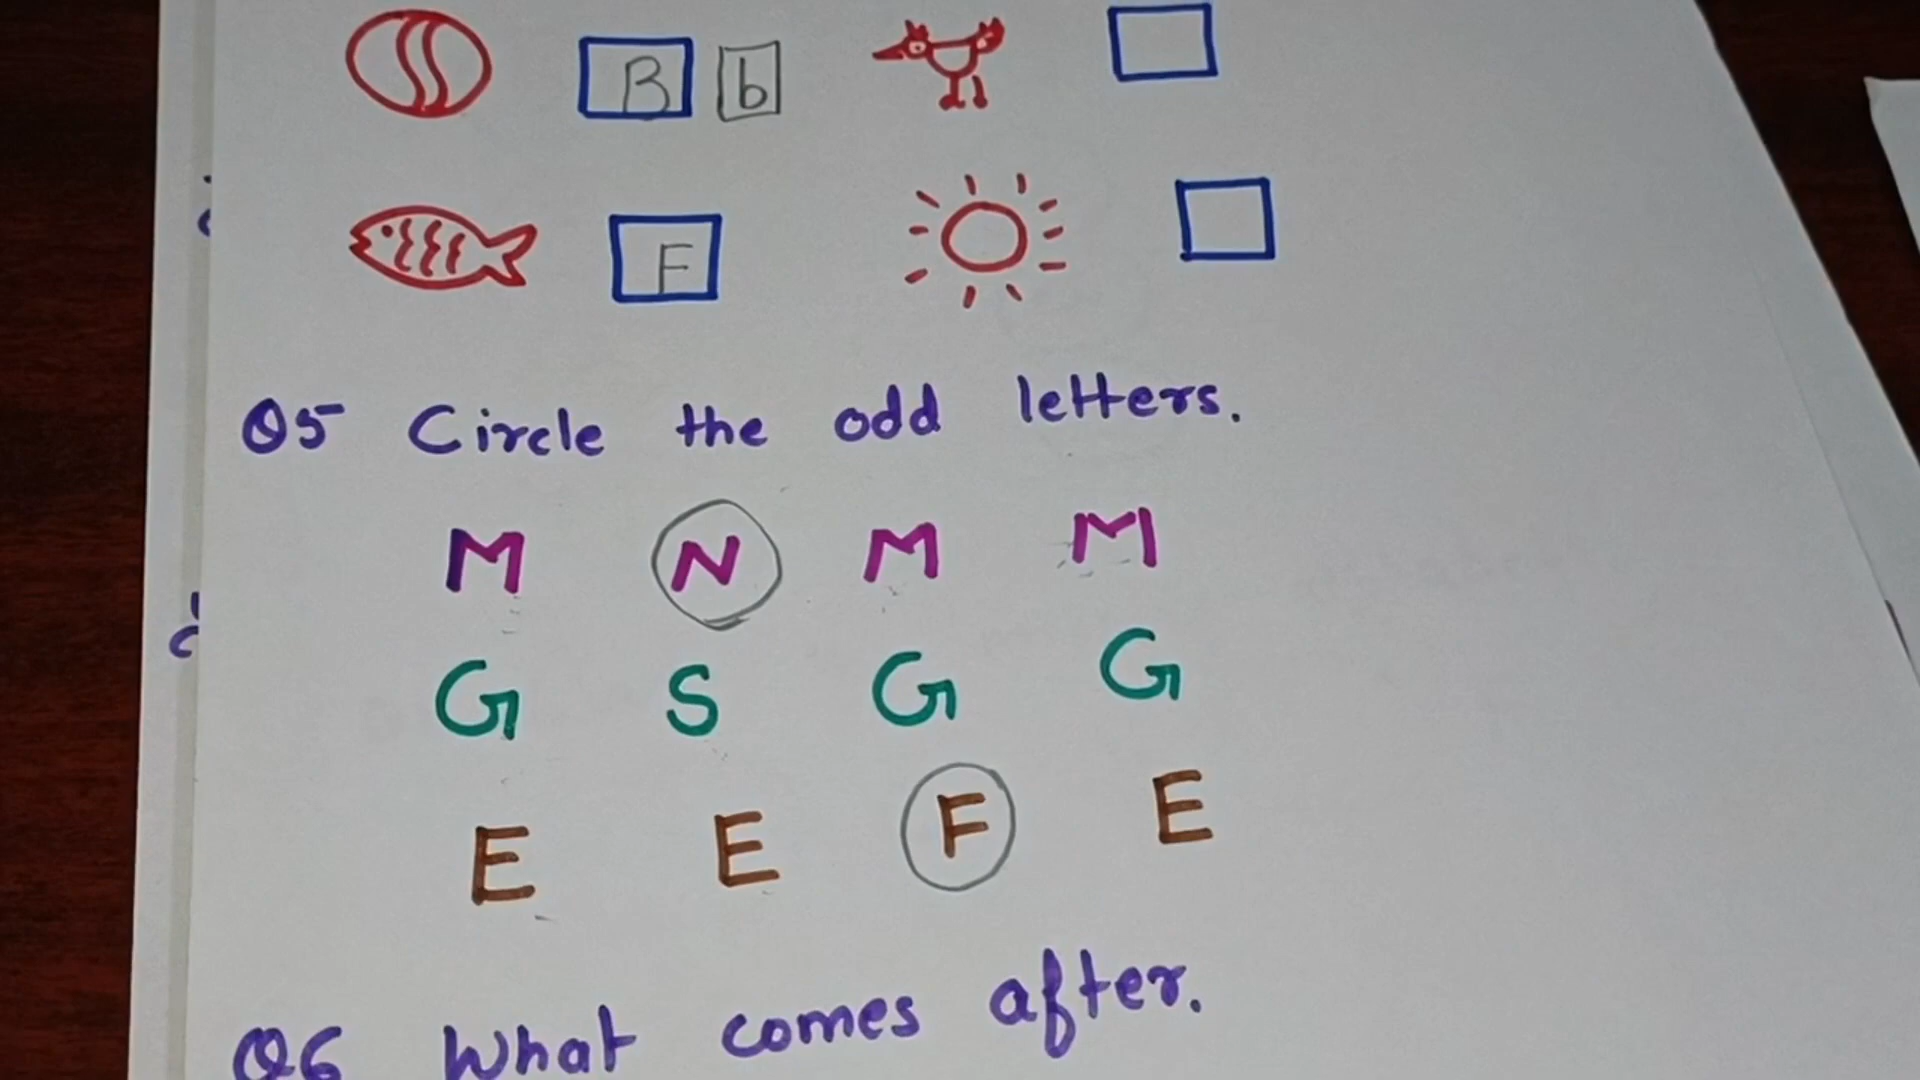 B b
F
Q5 Circle the odd letters.
M N M M
G S G G
E E F E
Q6 What comes after.